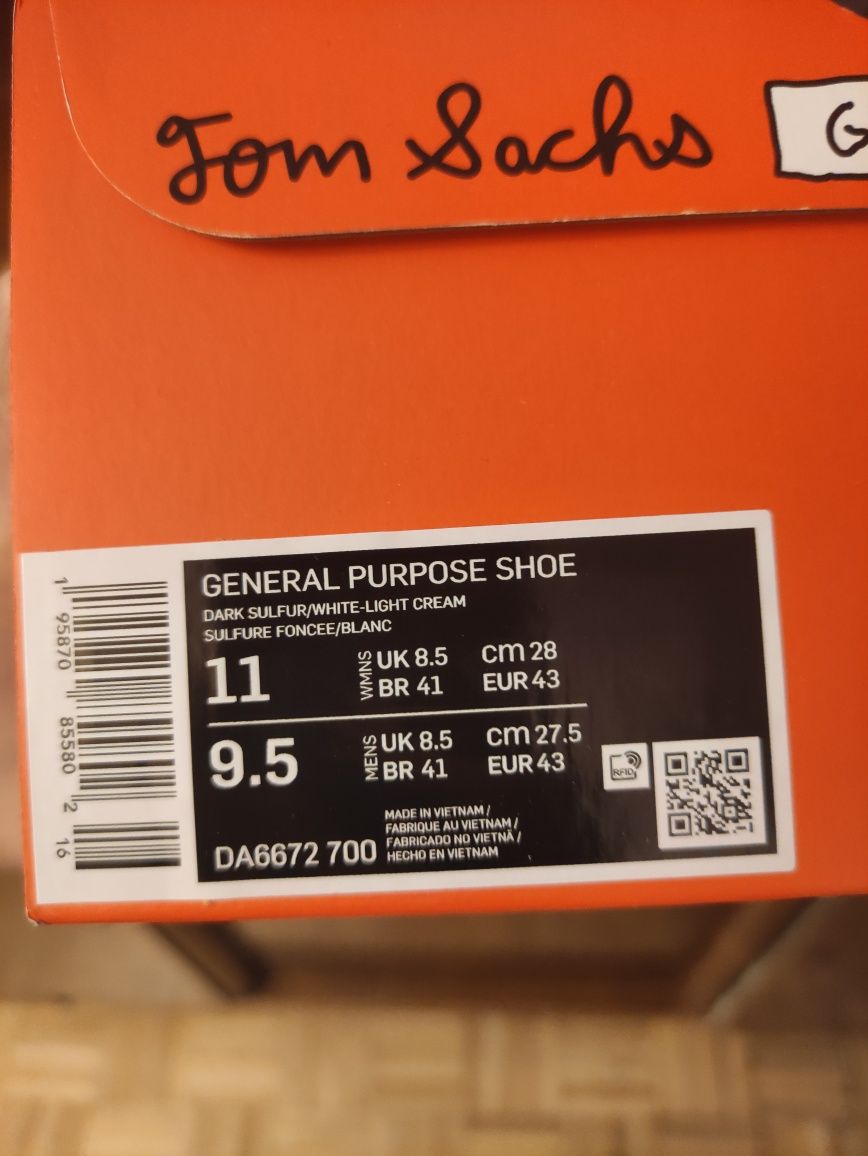 Tom Sachs
G
GENERAL PURPOSE SHOE
DARK SULFUR/WHITE-LIGHT CREAM
SULFURE FONCEE/BLANC
11 WMNS UK 8.5 cm 28
BR 41 EUR 43
9.5 MENS UK 8.5 cm 27.5
BR 41 EUR 43
RFID
MADE IN VIETNAM /
FABRIQUE AU VIETNAM /
FABRICADO NO VIETNÃ /
HECHO EN VIETNAM
DA6672 700
1 95870 85580 2 16